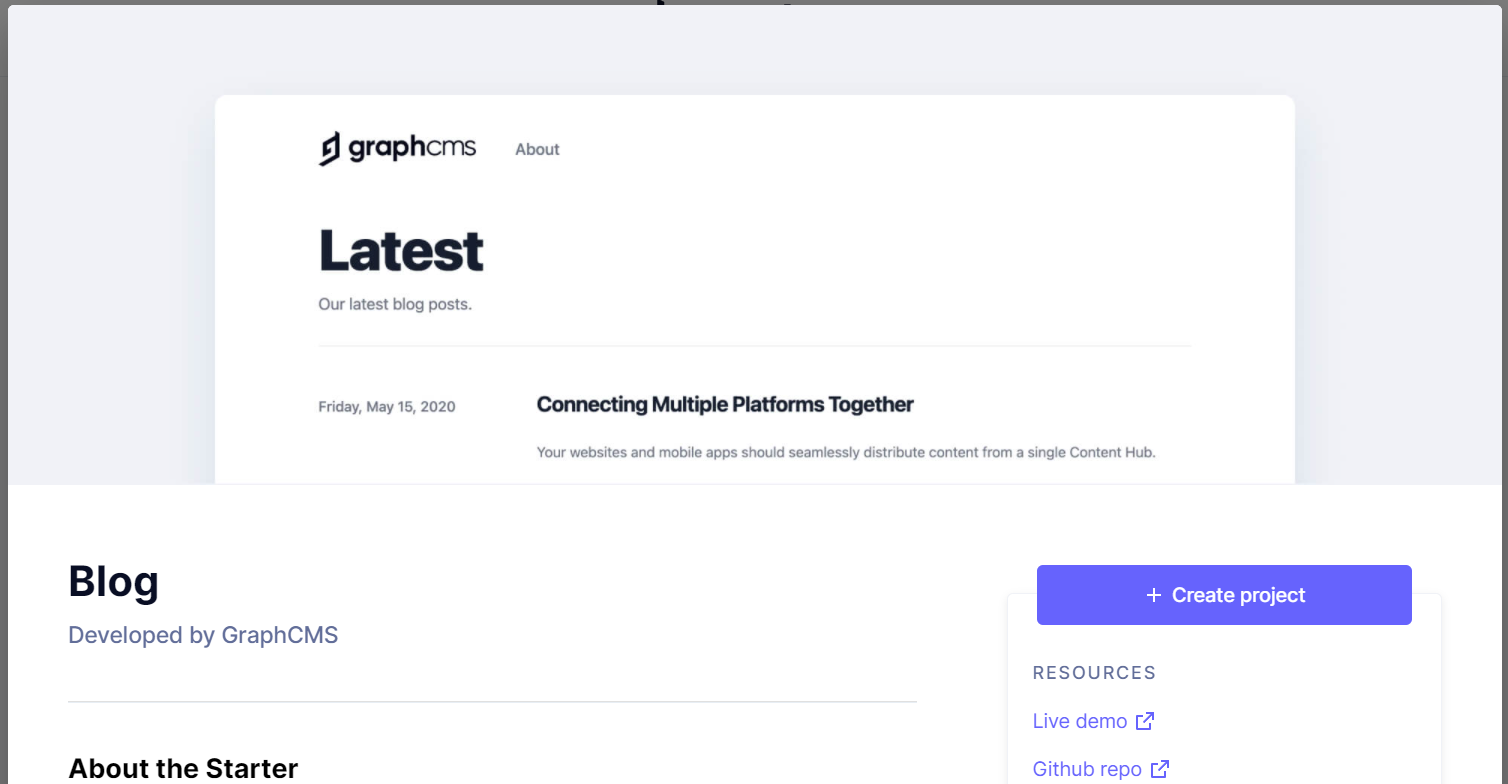 graphcms About
Latest
Our latest blog posts.
Friday, May 15, 2020 Connecting Multiple Platforms Together
Your websites and mobile apps should seamlessly distribute content from a single Content Hub.
Blog
Developed by GraphCMS
+ Create project
RESOURCES
Live demo
Github repo
About the Starter